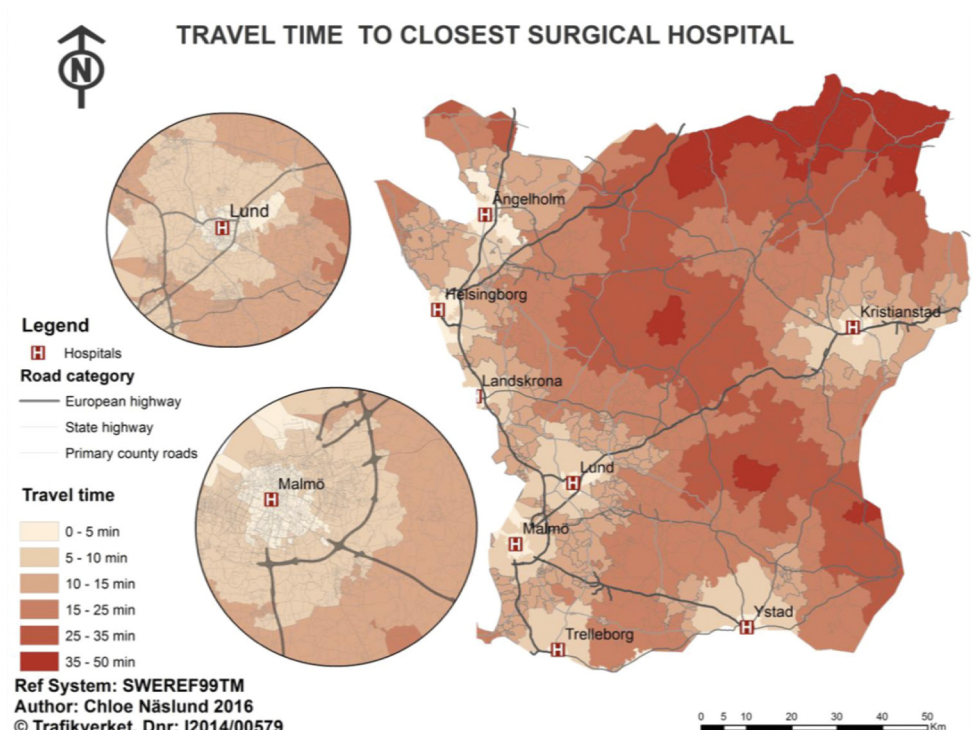 TRAVEL TIME TO CLOSEST SURGICAL HOSPITAL
N
Lund
Ängelholm
Helsingborg
Kristianstad
Landskrona
Lund
Malmö
Ystad
Trelleborg
Malmö
Legend
H Hospitals
Road category
European highway
State highway
Primary county roads
Travel time
0 - 5 min
5 - 10 min
10 - 15 min
15 - 25 min
25 - 35 min
35 - 50 min
Ref System: SWEREF99TM
Author: Chloe Näslund 2016
© Trafikverket, Dnr: I2014/00579
0 5 10 20 30 40 50
Km